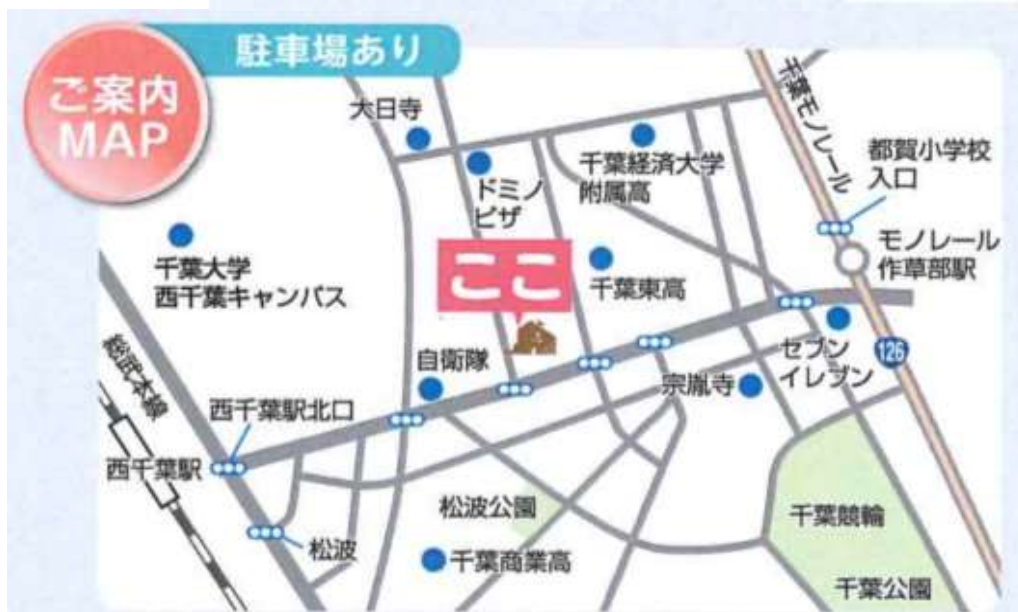 駐車場あり
ご案内
MAP
大日寺
ドミノ
ピザ
千葉経済大学
附属高
千葉モノレール
都賀小学校
入口
モノレール
作草部駅
千葉大学
西千葉キャンパス
ここ
千葉東高
自衛隊
セブン
イレブン
126
宗胤寺
総武本線
西千葉駅北口
西千葉駅
松波
松波公園
千葉商業高
千葉競輪
千葉公園